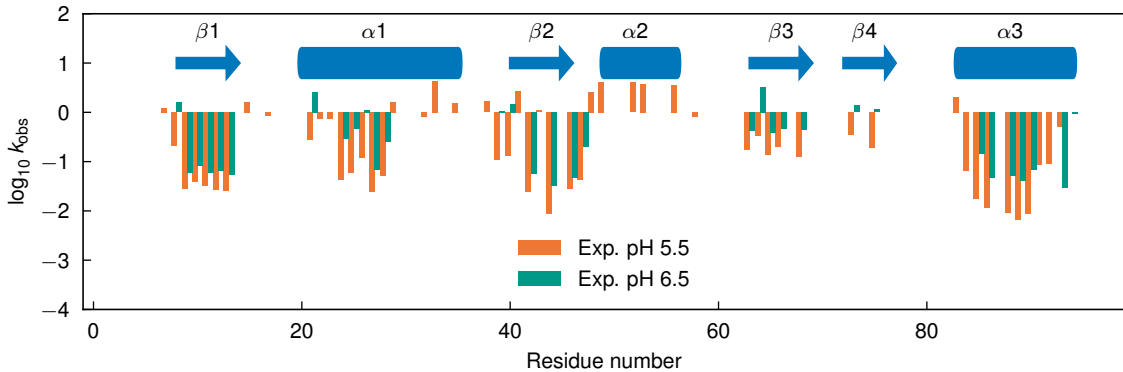 2
1
0
−1
−2
−3
−4
log₁₀ kobs
β1 α1 β2 α2 β3 β4 α3
Exp. pH 5.5
Exp. pH 6.5
0 20 40 60 80
Residue number